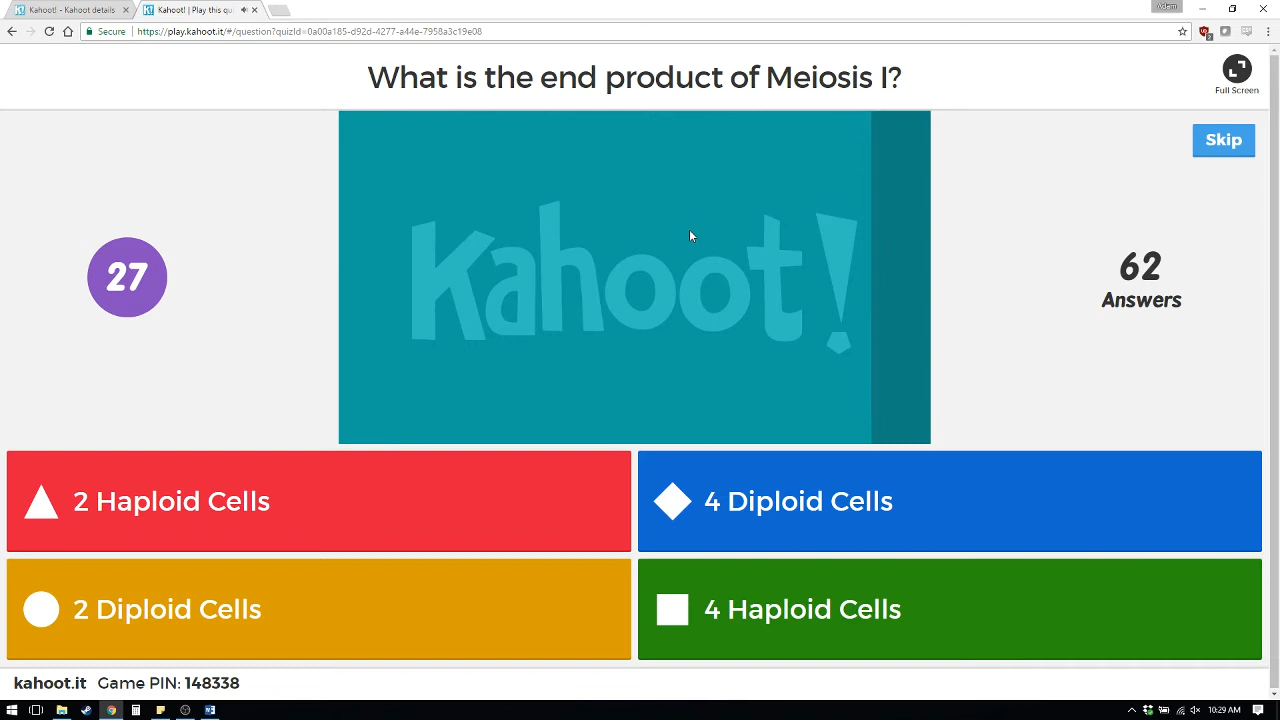 Kahoot! - Kahoot details
Kahoot! | Play this qu
Adam
Secure
https://play.kahoot.it/#/question?quizId=0a00a185-d92d-4277-a44e-7958a3c19e08
What is the end product of Meiosis I?
Full Screen
Skip
Kahoot!
27
62
Answers
2 Haploid Cells
4 Diploid Cells
2 Diploid Cells
4 Haploid Cells
kahoot.it Game PIN: 148338
10:29 AM